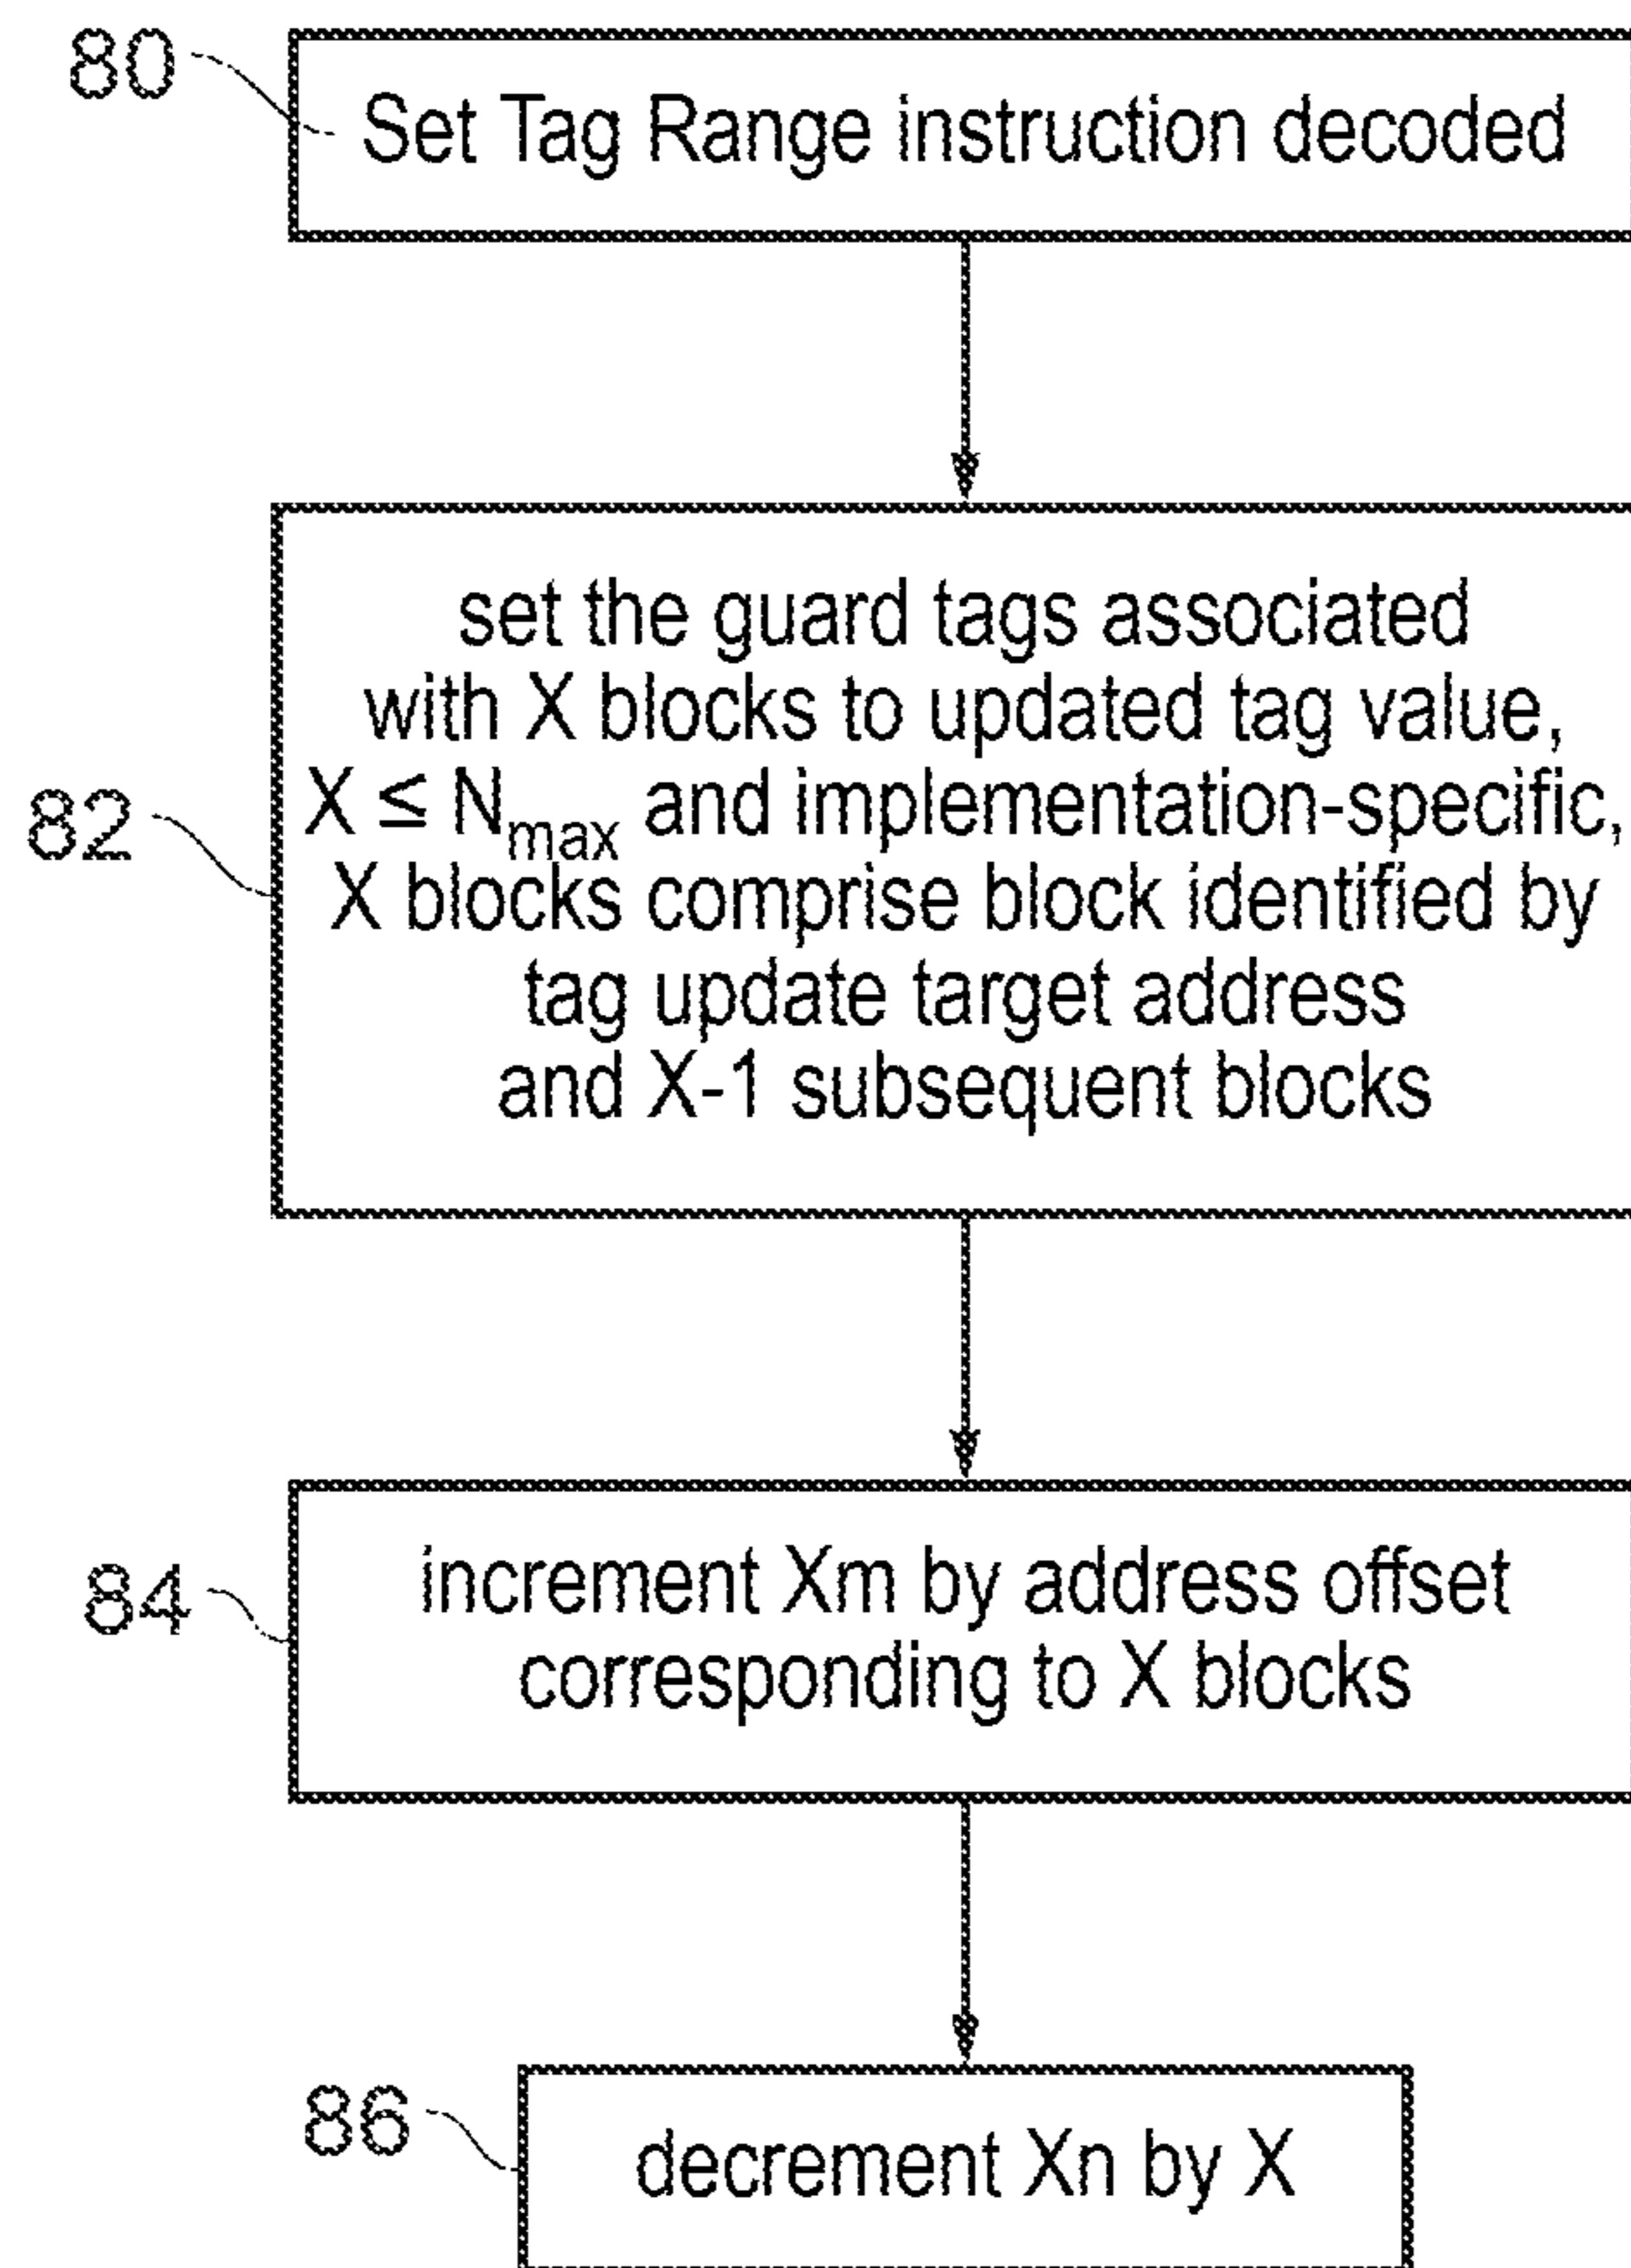 80
Set Tag Range instruction decoded
set the guard tags associated
with X blocks to updated tag value,
82
X ≤ Nmax and implementation-specific,
X blocks comprise block identified by
tag update target address
and X-1 subsequent blocks
84
increment Xm by address offset
corresponding to X blocks
86
decrement Xn by X